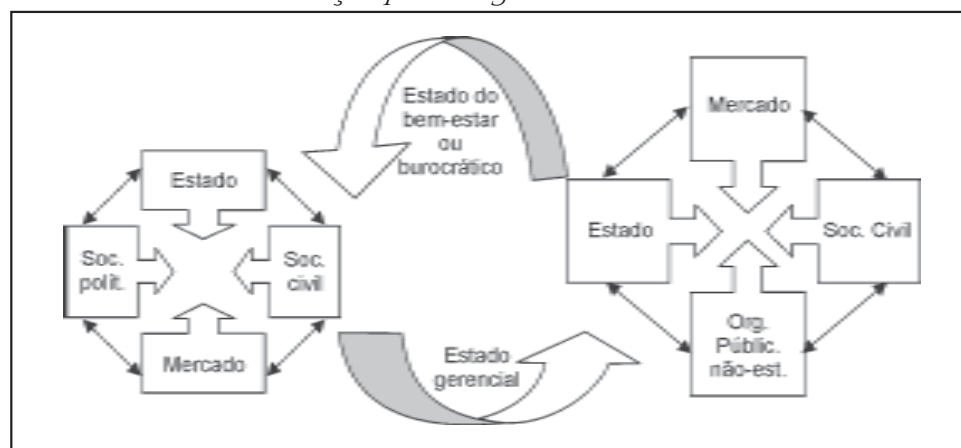 Estado do
bem-estar
ou
burocrático
Estado
Soc.
polít.
Soc.
civil
Mercado
Estado
gerencial
Mercado
Estado
Soc. Civil
Org.
Públic.
não-est.